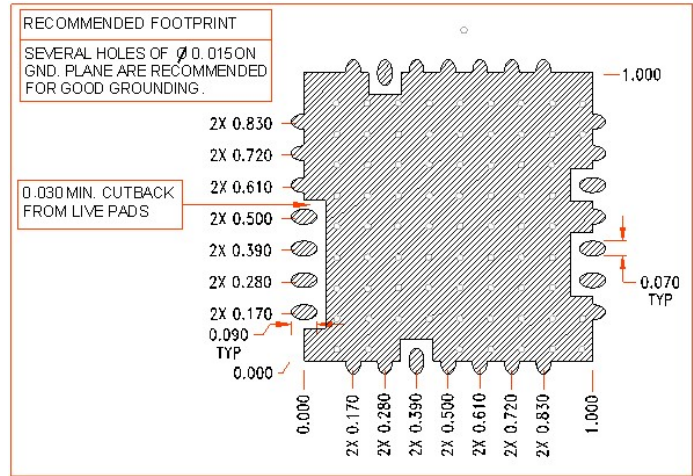 RECOMMENDED FOOTPRINT
SEVERAL HOLES OF Ø 0.015 ON
GND. PLANE ARE RECOMMENDED
FOR GOOD GROUNDING.
1.000
2X 0.830
2X 0.720
2X 0.610
0.030 MIN. CUTBACK
FROM LIVE PADS
2X 0.500
2X 0.390
2X 0.280
2X 0.170
0.070
TYP
0.090
TYP
0.000
0.000
2X 0.170
2X 0.280
2X 0.390
2X 0.500
2X 0.610
2X 0.720
2X 0.830
1.000